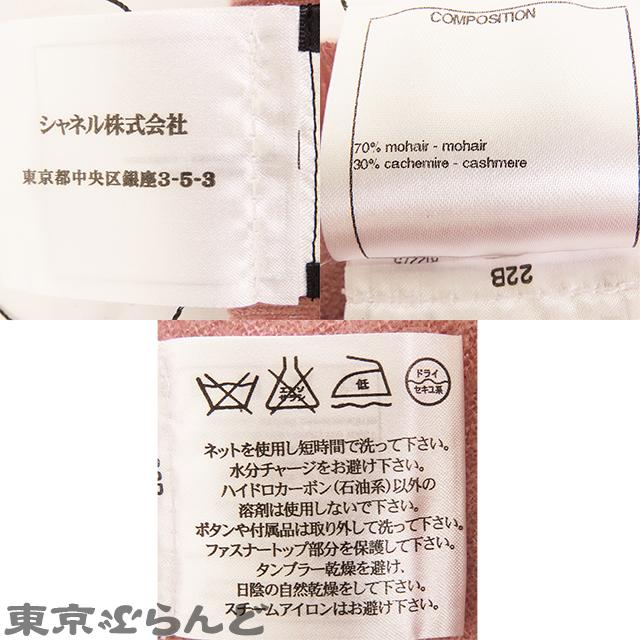 シャネル株式会社
東京都中央区銀座3-5-3
COMPOSITION
70% mohair - mohair
30% cachemire - cashmere
22B
エンソ
サラシ
低
ドライ
セキユ系
ネットを使用し短時間で洗って下さい。
水分チャージをお避け下さい。
ハイドロカーボン(石油系)以外の
溶剤は使用しないで下さい。
ボタンや付属品は取り外して洗って下さい。
ファスナートップ部分を保護して下さい。
タンブラー乾燥を避け、
日陰の自然乾燥をして下さい。
スチームアイロンはお避け下さい。
東京ぶらんど